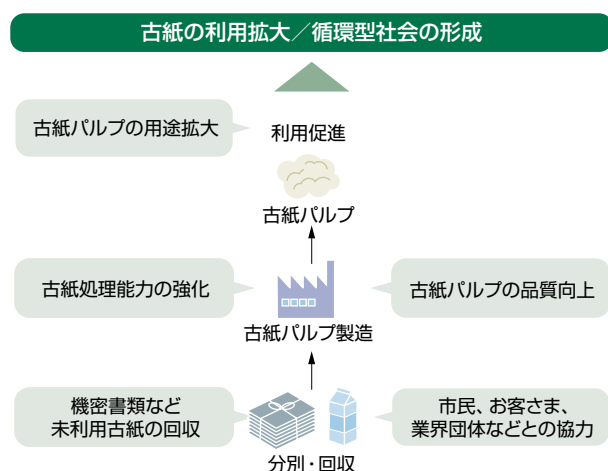 古紙の利用拡大／循環型社会の形成
古紙パルプの用途拡大
利用促進
古紙パルプ
古紙処理能力の強化
古紙パルプの品質向上
古紙パルプ製造
機密書類など
未利用古紙の回収
市民、お客さま、
業界団体などとの協力
分別・回収